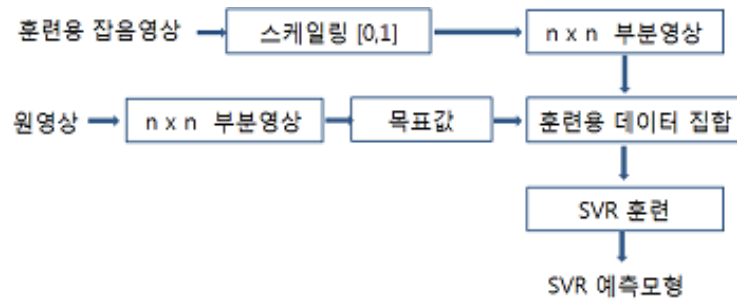 훈련용 잡음영상
스케일링 [0,1]
n x n 부분영상
원영상
n x n 부분영상
목표값
훈련용 데이터 집합
SVR 훈련
SVR 예측모형